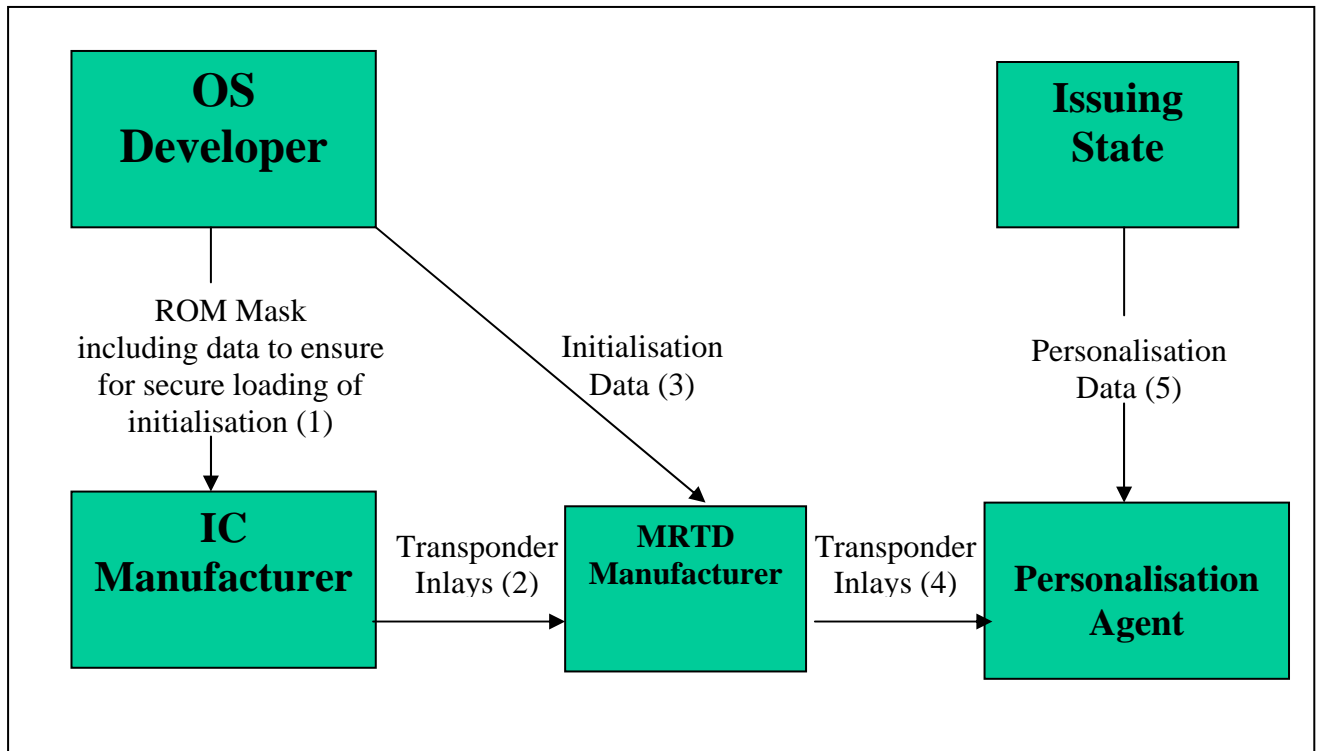 OS
Developer
Issuing
State
ROM Mask
including data to ensure
for secure loading of
initialisation (1)
Initialisation
Data (3)
Personalisation
Data (5)
IC
Manufacturer
Transponder
Inlays (2)
MRTD
Manufacturer
Transponder
Inlays (4)
Personalisation
Agent